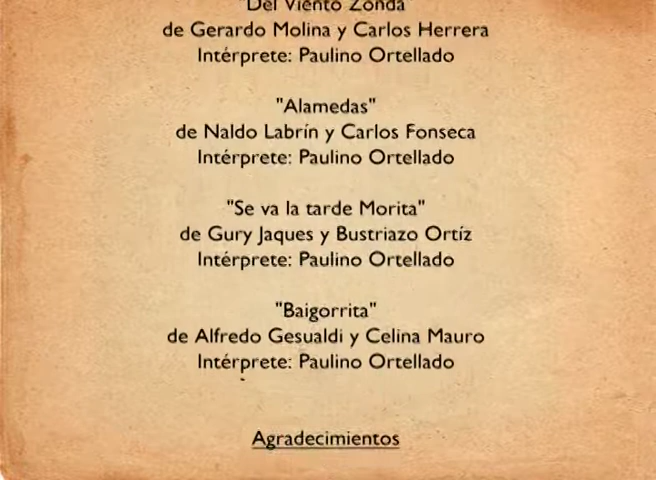 "Del Viento Zonda"
de Gerardo Molina y Carlos Herrera
Intérprete: Paulino Ortellado
"Alamedas"
de Naldo Labrín y Carlos Fonseca
Intérprete: Paulino Ortellado
"Se va la tarde Morita"
de Gury Jaques y Bustriazo Ortíz
Intérprete: Paulino Ortellado
"Baigorrita"
de Alfredo Gesualdi y Celina Mauro
Intérprete: Paulino Ortellado
Agradecimientos